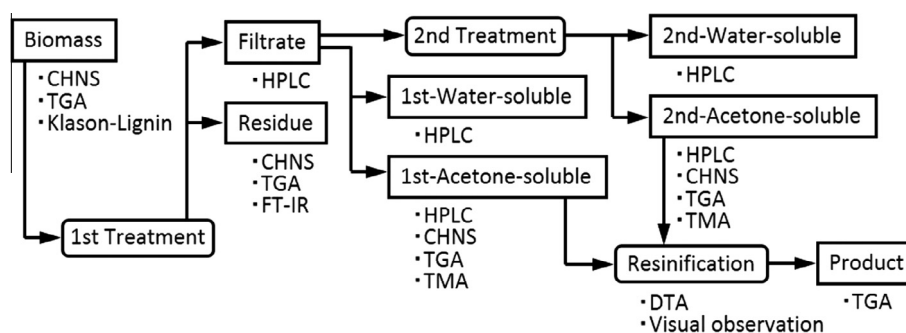 Biomass
・CHNS
・TGA
・Klason-Lignin
1st Treatment
Filtrate
・HPLC
Residue
・CHNS
・TGA
・FT-IR
2nd Treatment
1st-Water-soluble
・HPLC
1st-Acetone-soluble
・HPLC
・CHNS
・TGA
・TMA
2nd-Water-soluble
・HPLC
2nd-Acetone-soluble
・HPLC
・CHNS
・TGA
・TMA
Resinification
・DTA
・Visual observation
Product
・TGA